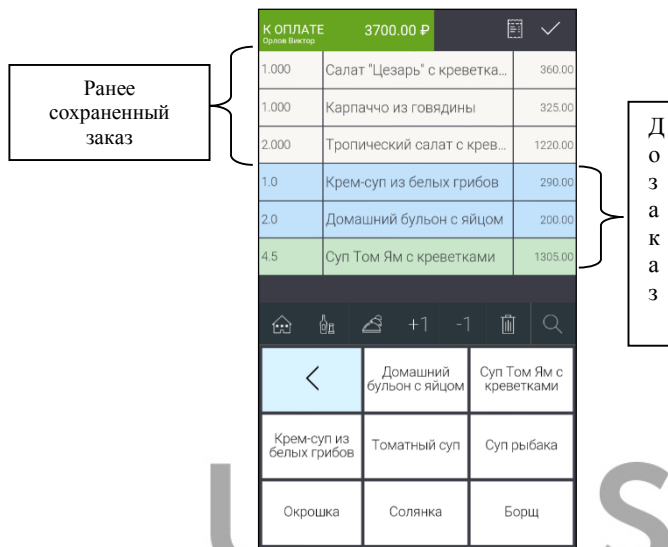 К ОПЛАТЕ 3700.00 ₽
Орлов Виктор
Ранее
сохраненный
заказ
1.000 Салат "Цезарь" с креветка... 360.00
1.000 Карпаччо из говядины 325.00
2.000 Тропический салат с крев... 1220.00
1.0 Крем-суп из белых грибов 290.00
2.0 Домашний бульон с яйцом 200.00
4.5 Суп Том Ям с креветками 1305.00
Д
о
з
а
к
а
з
+1 -1
Домашний
бульон с яйцом
Суп Том Ям с
креветками
Крем-суп из
белых грибов
Томатный суп
Суп рыбака
Окрошка
Солянка
Борщ